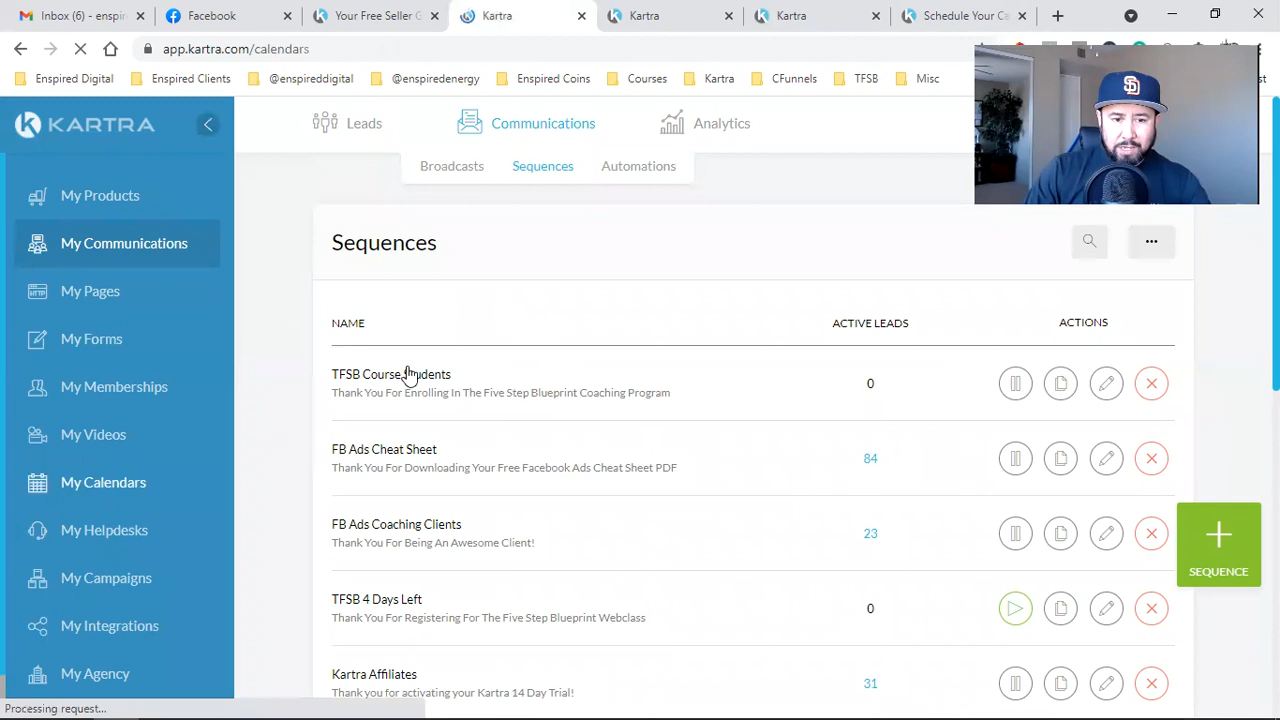 Inbox (6) - enspir
Facebook
Your Free Seller G
Kartra
Kartra
Kartra
Schedule Your Ca
app.kartra.com/calendars
Enspired Digital
Enspired Clients
@enspireddigital
@enspiredenergy
Enspired Coins
Courses
Kartra
CFunnels
TFSB
Misc
KARTRA
Leads
Communications
Analytics
Broadcasts
Sequences
Automations
My Products
My Communications
My Pages
My Forms
My Memberships
My Videos
My Calendars
My Helpdesks
My Campaigns
My Integrations
My Agency
Sequences
NAME
ACTIVE LEADS
ACTIONS
TFSB Course Students
0
Thank You For Enrolling In The Five Step Blueprint Coaching Program
FB Ads Cheat Sheet
84
Thank You For Downloading Your Free Facebook Ads Cheat Sheet PDF
FB Ads Coaching Clients
23
Thank You For Being An Awesome Client!
TFSB 4 Days Left
0
Thank You For Registering For The Five Step Blueprint Webclass
Kartra Affiliates
31
Thank you for activating your Kartra 14 Day Trial!
SEQUENCE
Processing request...
SD